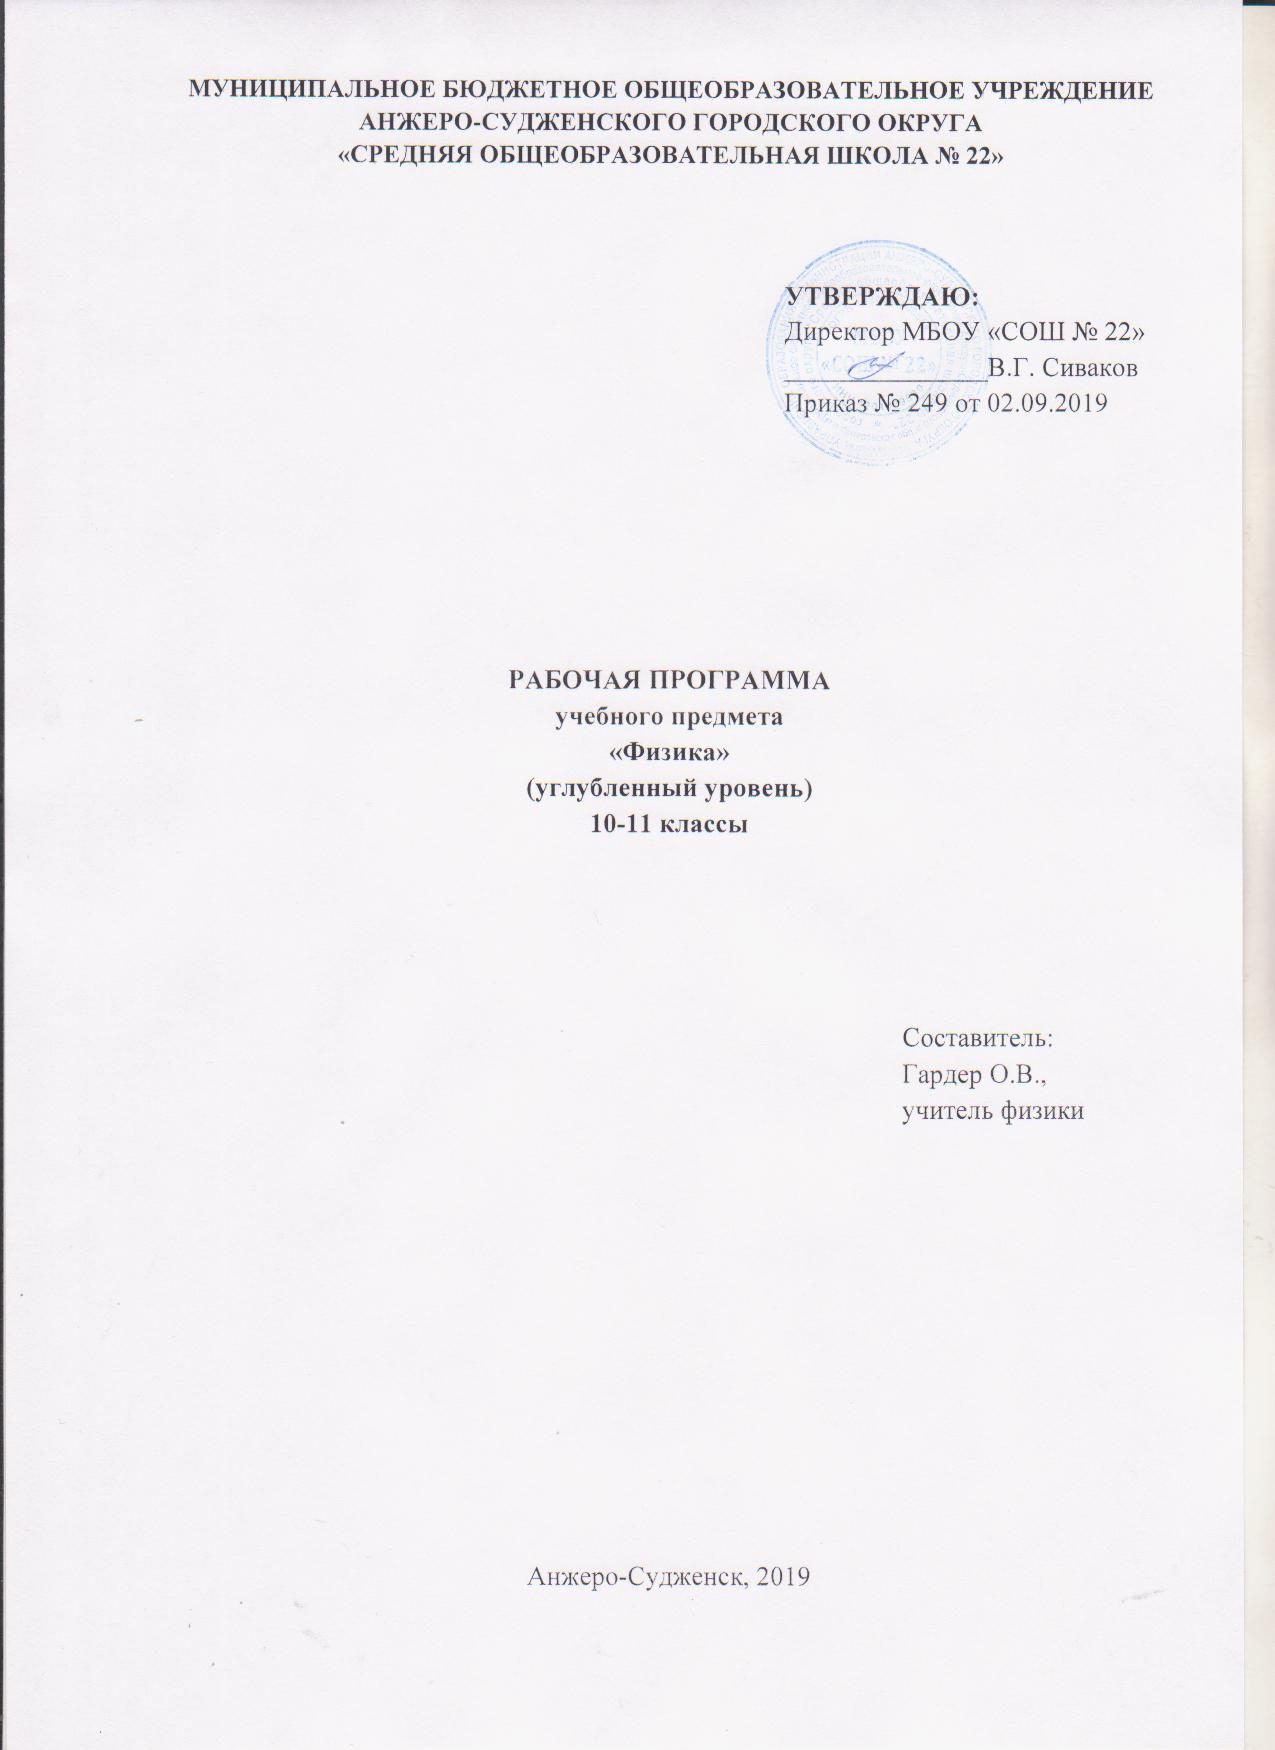 МУНИЦИПАЛЬНОЕ БЮДЖЕТНОЕ ОБЩЕОБРАЗОВАТЕЛЬНОЕ УЧРЕЖДЕНИЕ
АНЖЕРО-СУДЖЕНСКОГО ГОРОДСКОГО ОКРУГА
«СРЕДНЯЯ ОБЩЕОБРАЗОВАТЕЛЬНАЯ ШКОЛА № 22»
УТВЕРЖДАЮ:
Директор МБОУ «СОШ № 22»
В.Г. Сиваков
Приказ № 249 от 02.09.2019
РАБОЧАЯ ПРОГРАММА
учебного предмета
«Физика»
(углубленный уровень)
10-11 классы
Составитель:
Гардер О.В.,
учитель физики
Анжеро-Судженск, 2019